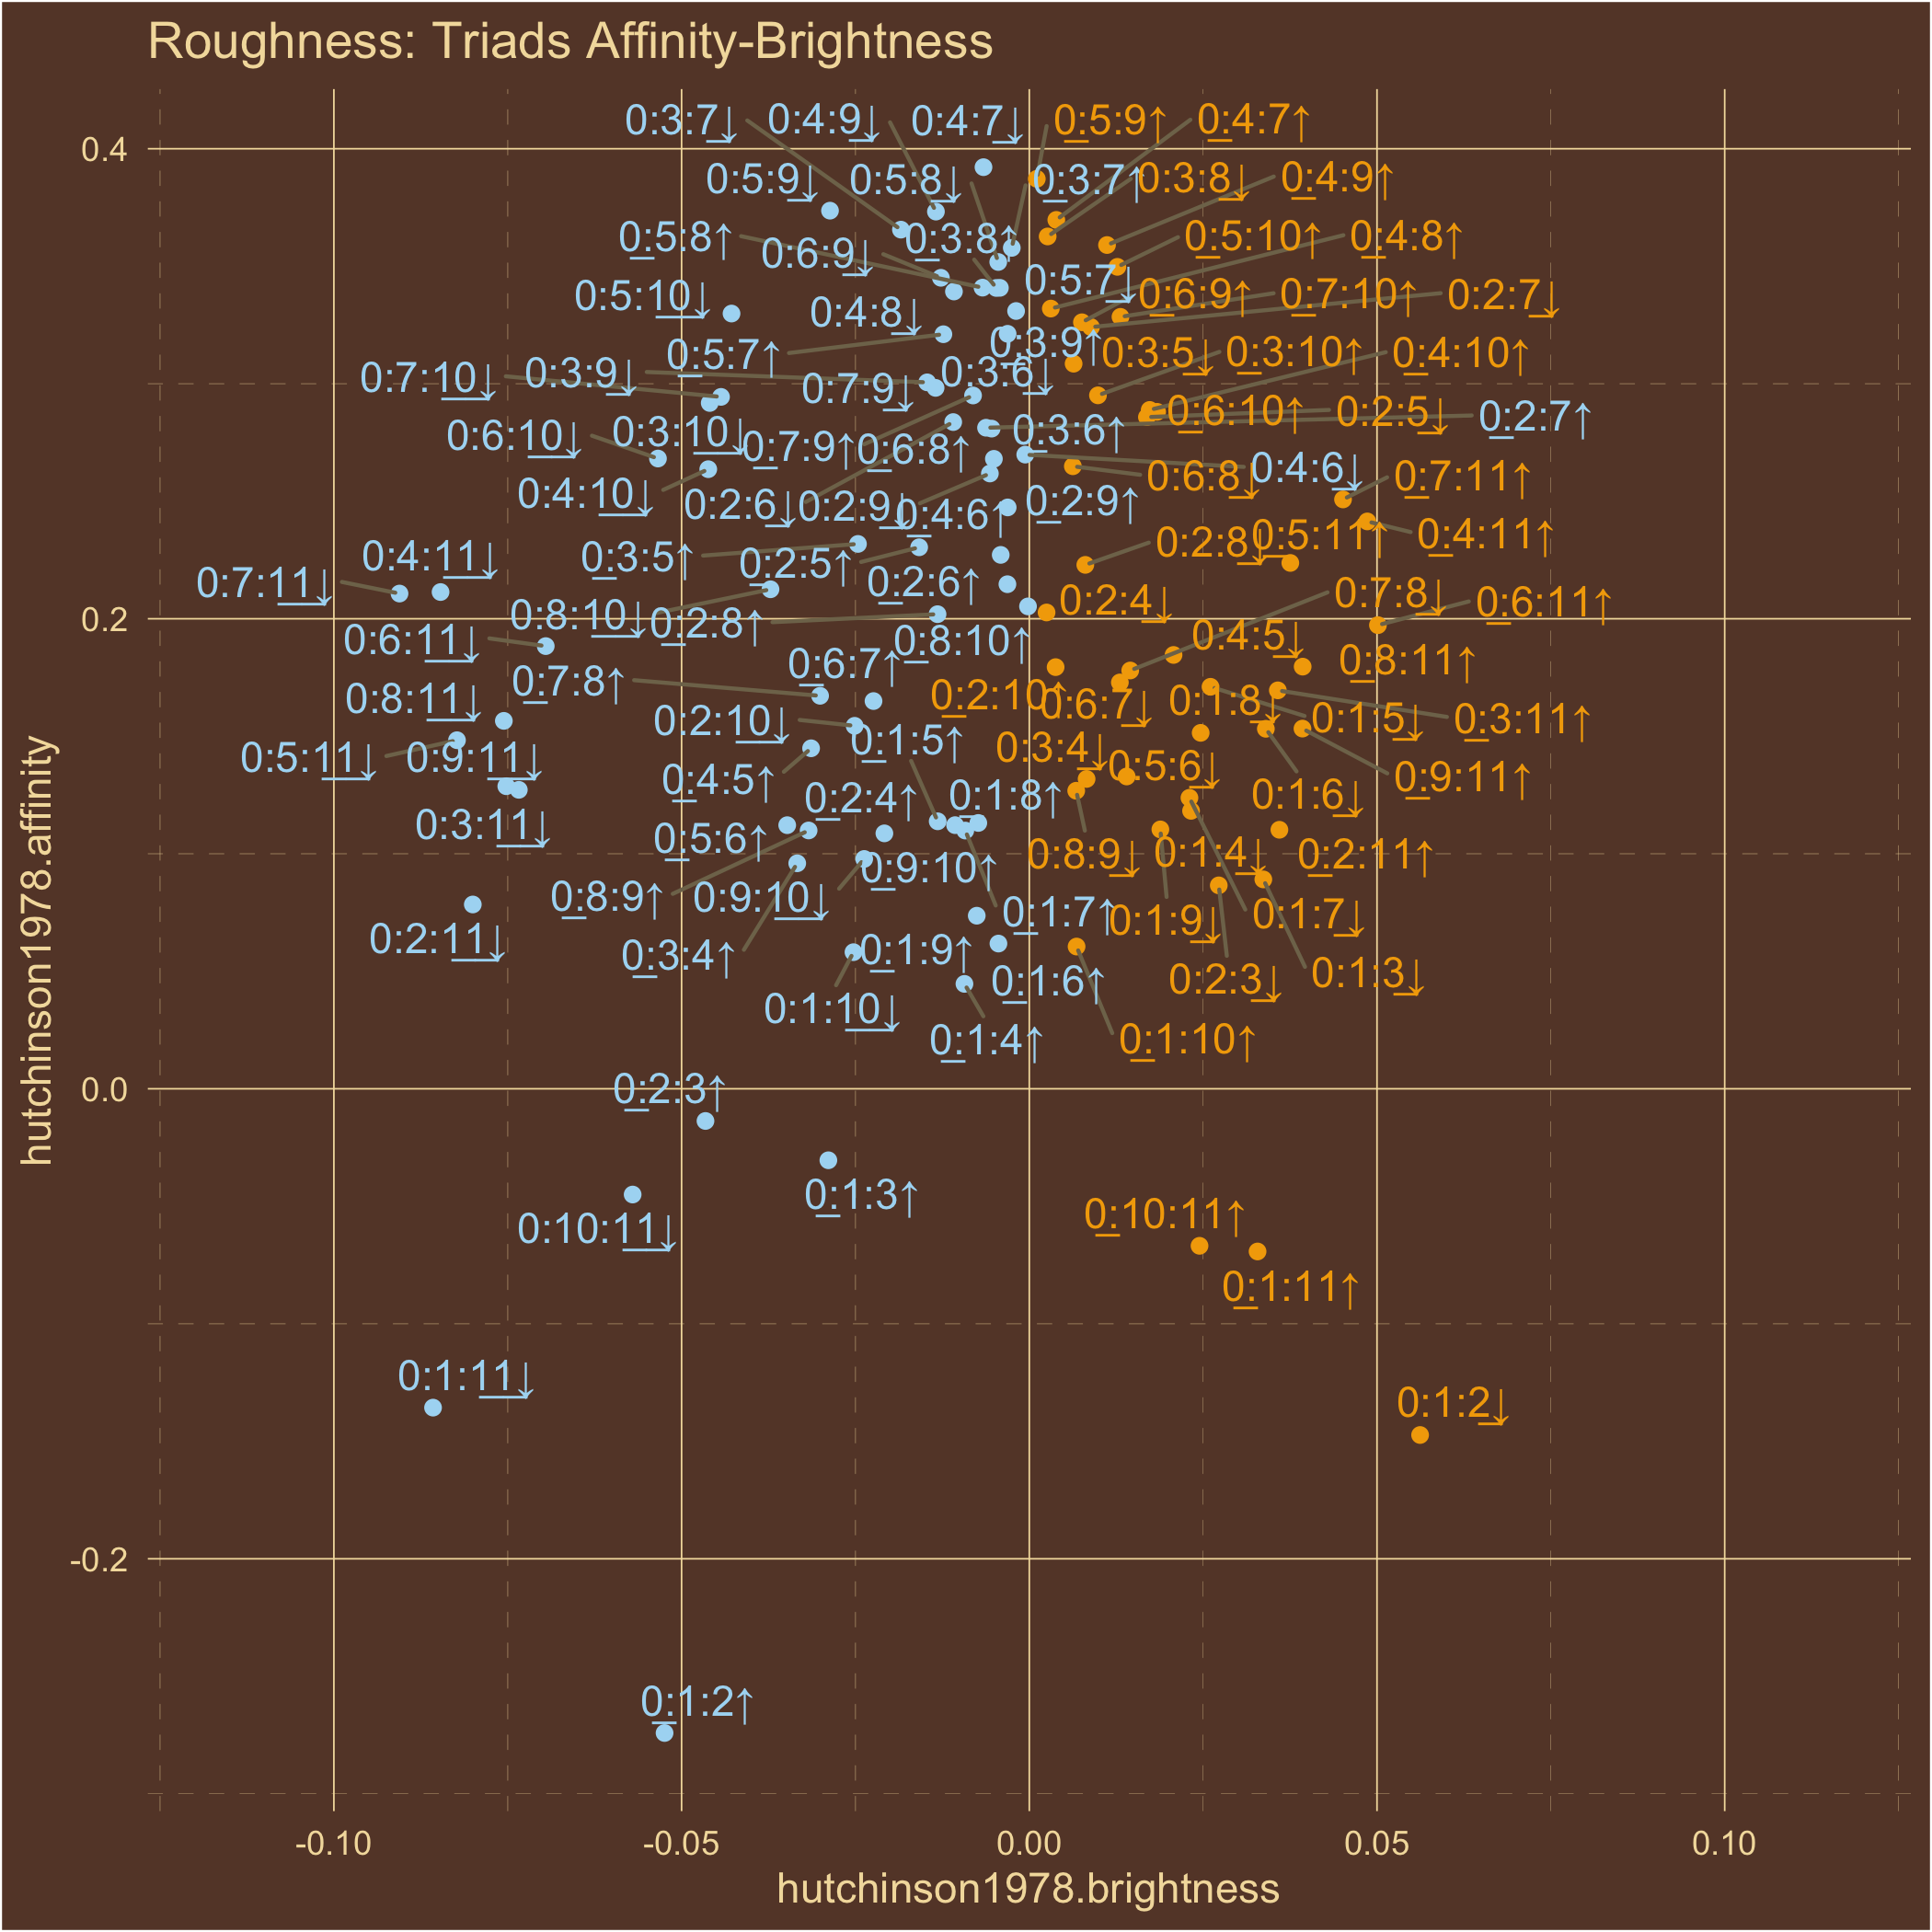 Roughness: Triads Affinity-Brightness
0:3:7↓ 0:4:9↓ 0:4:7↓ 0:5:9↑ 0:4:7↑
0.4
0:5:9↓ 0:5:8↓ 0:3:7↑ 0:3:8↓ 0:4:9↑
0:5:8↑ 0:6:9↓ 0:3:8↑ 0:5:10↑ 0:4:8↑
0:5:10↓ 0:4:8↓ 0:5:7↓ 0:6:9↑ 0:7:10↑ 0:2:7↓
0:5:7↑ 0:3:9↑ 0:3:5↓ 0:3:10↑ 0:4:10↑
0:7:10↓ 0:3:9↓ 0:7:9↓ 0:3:6↓
0:6:10↑ 0:2:5↓ 0:2:7↑
0:6:10↓ 0:3:10↓ 0:7:9↑ 0:6:8↑ 0:3:6↑
0:6:8↓ 0:4:6↓ 0:7:11↑
0:4:10↓ 0:2:6↓ 0:2:9↓ 0:4:6↑ 0:2:9↑
0:4:11↓ 0:3:5↑ 0:2:5↑ 0:2:8↓ 0:5:11↑ 0:4:11↑
0:7:11↓ 0:2:6↑ 0:2:4↓ 0:7:8↓ 0:6:11↑
0.2
0:8:10↓ 0:2:8↑
0:6:11↓ 0:8:10↑ 0:4:5↓
0:7:8↑ 0:6:7↑ 0:8:11↑
0:8:11↓ 0:2:10↓ 0:2:10↑ 0:6:7↓ 0:1:8↓ 0:1:5↓ 0:3:11↑
0:5:11↓ 0:9:11↓ 0:1:5↑ 0:3:4↓
0:4:5↑ 0:5:6↓ 0:9:11↑
0:3:11↓ 0:2:4↑ 0:1:8↑ 0:1:6↓
0:5:6↑ 0:9:10↑ 0:8:9↓ 0:1:4↓ 0:2:11↑
0:8:9↑ 0:9:10↓ 0:1:7↑ 0:1:9↓ 0:1:7↓
0:2:11↓ 0:3:4↑ 0:1:9↑
0:1:6↑ 0:2:3↓ 0:1:3↓
0:1:10↓
0:1:4↑ 0:1:10↑
0.0
0:2:3↑
0:1:3↑
0:10:11↓ 0:10:11↑
0:1:11↑
0:1:11↓
0:1:2↓
-0.2
0:1:2↑
-0.10 -0.05 0.00 0.05 0.10
hutchinson1978.brightness
hutchinson1978.affinity